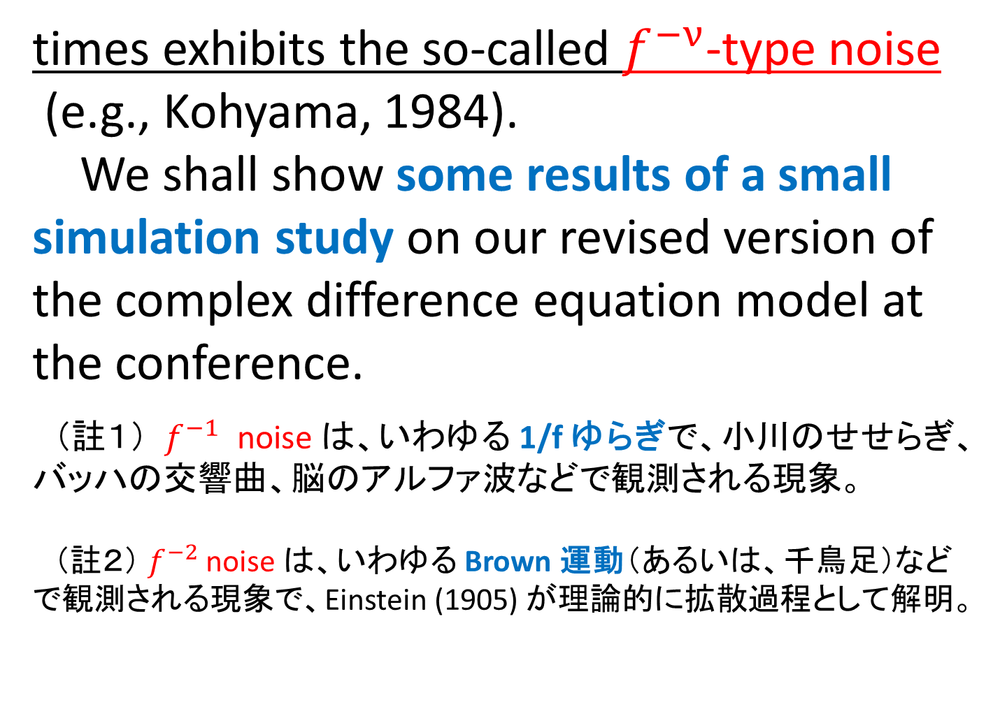 times exhibits the so-called f⁻ᵛ-type noise
(e.g., Kohyama, 1984).
We shall show some results of a small
simulation study on our revised version of
the complex difference equation model at
the conference.
（註１） f⁻¹ noise は、いわゆる 1/f ゆらぎで、小川のせせらぎ、
バッハの交響曲、脳のアルファ波などで観測される現象。
（註２） f⁻² noise は、いわゆる Brown 運動（あるいは、千鳥足）など
で観測される現象で、Einstein (1905) が理論的に拡散過程として解明。